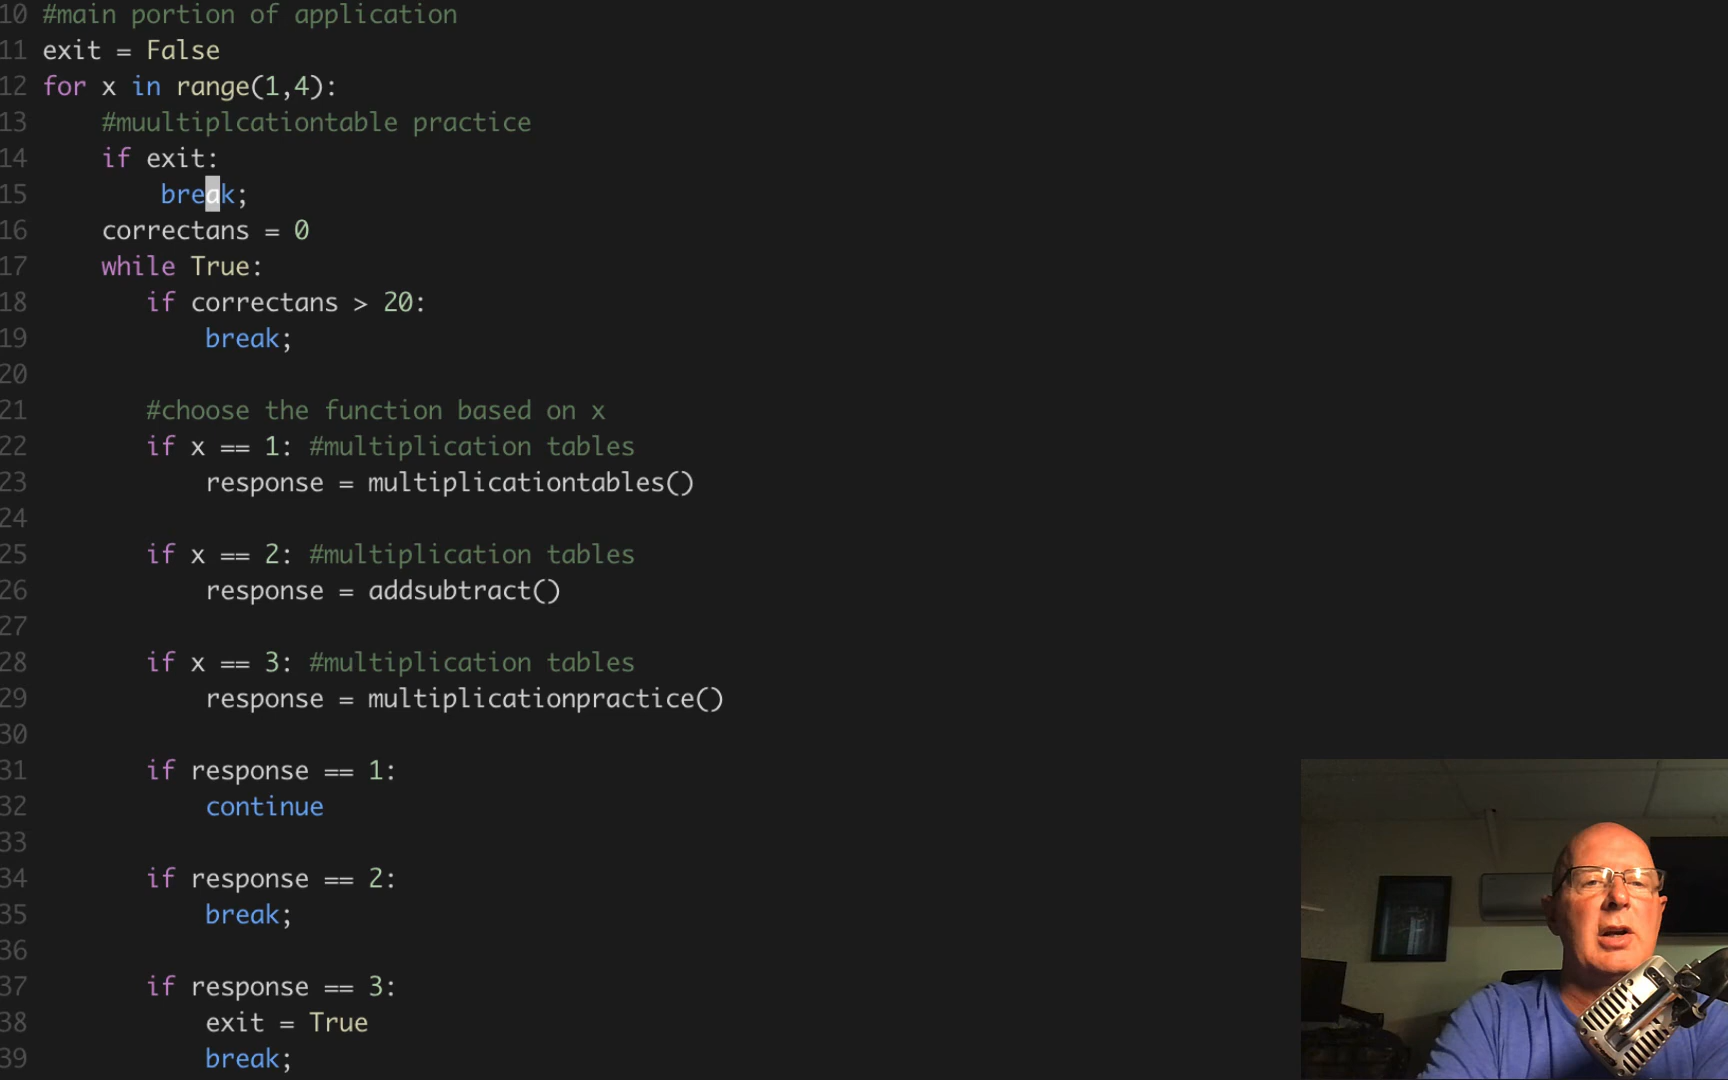 10 #main portion of application
11 exit = False
12 for x in range(1,4):
13 #muultiplcationtable practice
14 if exit:
15 break;
16 correctans = 0
17 while True:
18 if correctans > 20:
19 break;
20
21 #choose the function based on x
22 if x == 1: #multiplication tables
23 response = multiplicationtables()
24
25 if x == 2: #multiplication tables
26 response = addsubtract()
27
28 if x == 3: #multiplication tables
29 response = multiplicationpractice()
30
31 if response == 1:
32 continue
33
34 if response == 2:
35 break;
36
37 if response == 3:
38 exit = True
39 break;